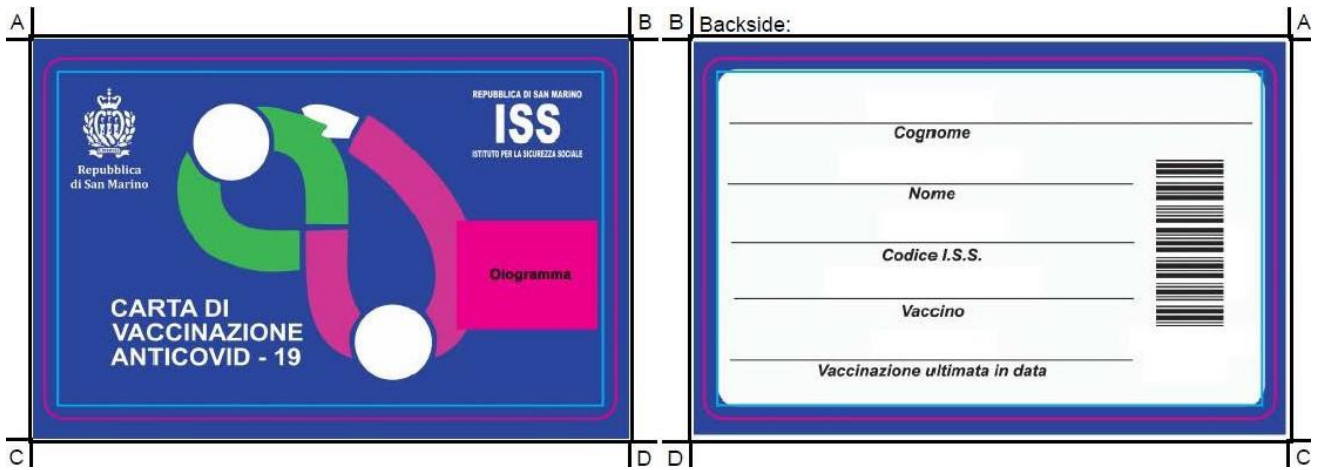 A
B
B
Backside:
A
Repubblica
di San Marino
REPUBBLICA DI SAN MARINO
ISS
ISTITUTO PER LA SICUREZZA SOCIALE
Ologramma
CARTA DI
VACCINAZIONE
ANTICOVID - 19
Cognome
Nome
Codice I.S.S.
Vaccino
Vaccinazione ultimata in data
C
D
D
C